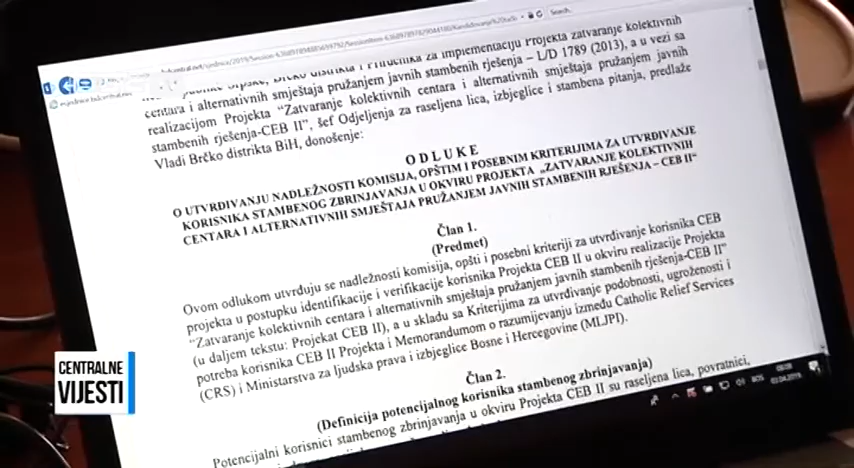 Brčko distrikta i Priručnika za implementaciju Projekta zatvaranje kolektivnih
centara i alternativnih smještaja pružanjem javnih stambenih rješenja – L/D 1789 (2013), a u vezi sa
realizacijom Projekta “Zatvaranje kolektivnih centara i alternativnih smještaja pružanjem javnih
stambenih rješenja-CEB II”, šef Odjeljenja za raseljena lica, izbjeglice i stambena pitanja, predlaže
Vladi Brčko distrikta BiH, donošenje:
O D L U K E
O UTVRĐIVANJU NADLEŽNOSTI KOMISIJA, OPŠTIM I POSEBNIM KRITERIJIMA ZA UTVRĐIVANJE
KORISNIKA STAMBENOG ZBRINJAVANJA U OKVIRU PROJEKTA „ZATVARANJE KOLEKTIVNIH
CENTARA I ALTERNATIVNIH SMJEŠTAJA PRUŽANJEM JAVNIH STAMBENIH RJEŠENJA – CEB II“
Član 1.
(Predmet)
Ovom odlukom utvrđuju se nadležnosti komisija, opšti i posebni kriteriji za utvrđivanje korisnika CEB
projekta u postupku identifikacije i verifikacije korisnika Projekta CEB II u okviru realizacije Projekta
“Zatvaranje kolektivnih centara i alternativnih smještaja pružanjem javnih stambenih rješenja-CEB II”
(u daljem tekstu: Projekat CEB II), a u skladu sa Kriterijima za utvrđivanje podobnosti, ugroženosti i
potreba korisnika CEB II Projekta i Memorandumom o razumijevanju između Catholic Relief Services
(CRS) i Ministarstva za ljudska prava i izbjeglice Bosne i Hercegovine (MLJPI).
Član 2.
(Definicija potencijalnog korisnika stambenog zbrinjavanja)
Potencijalni korisnici stambenog zbrinjavanja u okviru Projekta CEB II su raseljena lica, povratnici,
CENTRALNE
VIJESTI